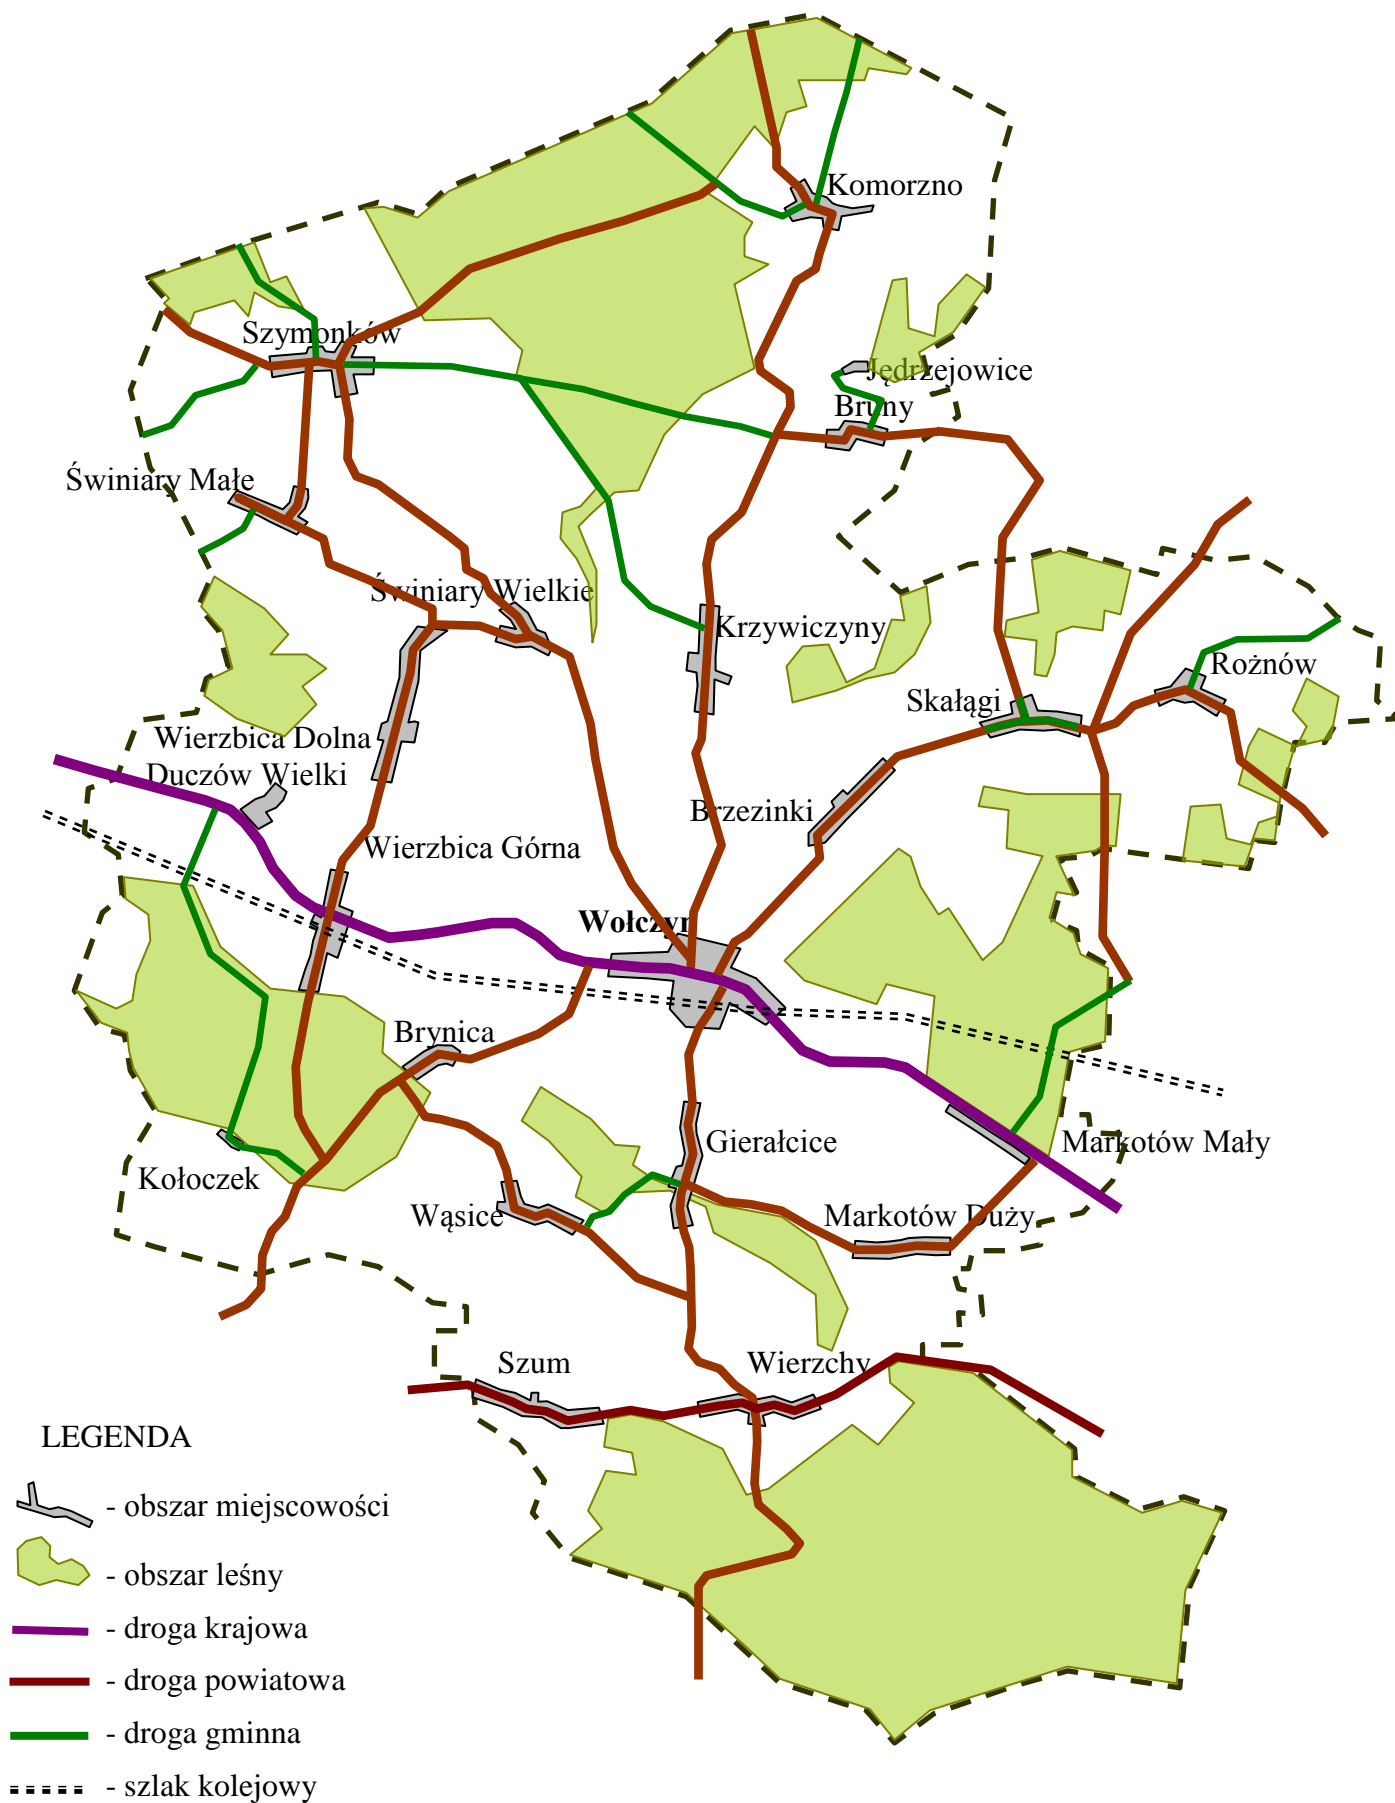 Komorzno
Szymonków
Jędrzejowice
Bruny
Świniary Małe
Świniary Wielkie
Krzywiczyny
Rożnów
Skałągi
Wierzbica Dolna
Duczów Wielki
Brzezinki
Wierzbica Górna
Wołczyn
Brynica
Gierałcice
Markotów Mały
Kołoczek
Wąsice
Markotów Duży
Szum
Wierzchy
LEGENDA
- obszar miejscowości
- obszar leśny
- droga krajowa
- droga powiatowa
- droga gminna
- szlak kolejowy